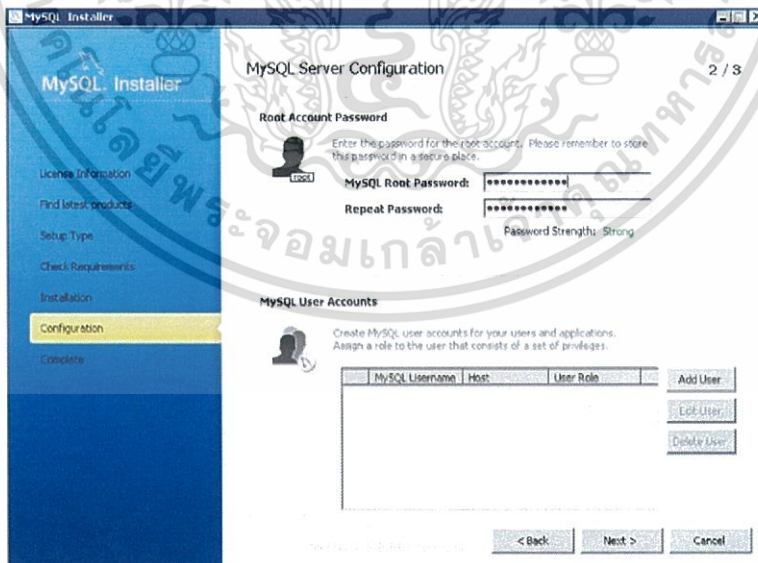 MySQL Installer
MySQL. Installer
MySQL Server Configuration
2 / 3
Root Account Password
Enter the password for the root account. Please remember to store
this password in a secure place.
root
MySQL Root Password:
Repeat Password:
Password Strength: Strong
License Information
Find latest products
Setup Type
Check Requirements
Installation
Configuration
Complete
MySQL User Accounts
Create MySQL user accounts for your users and applications.
Assign a role to the user that consists of a set of privileges.
MySQL Username
Host
User Role
Add User
Edit User
Delete User
< Back
Next >
Cancel